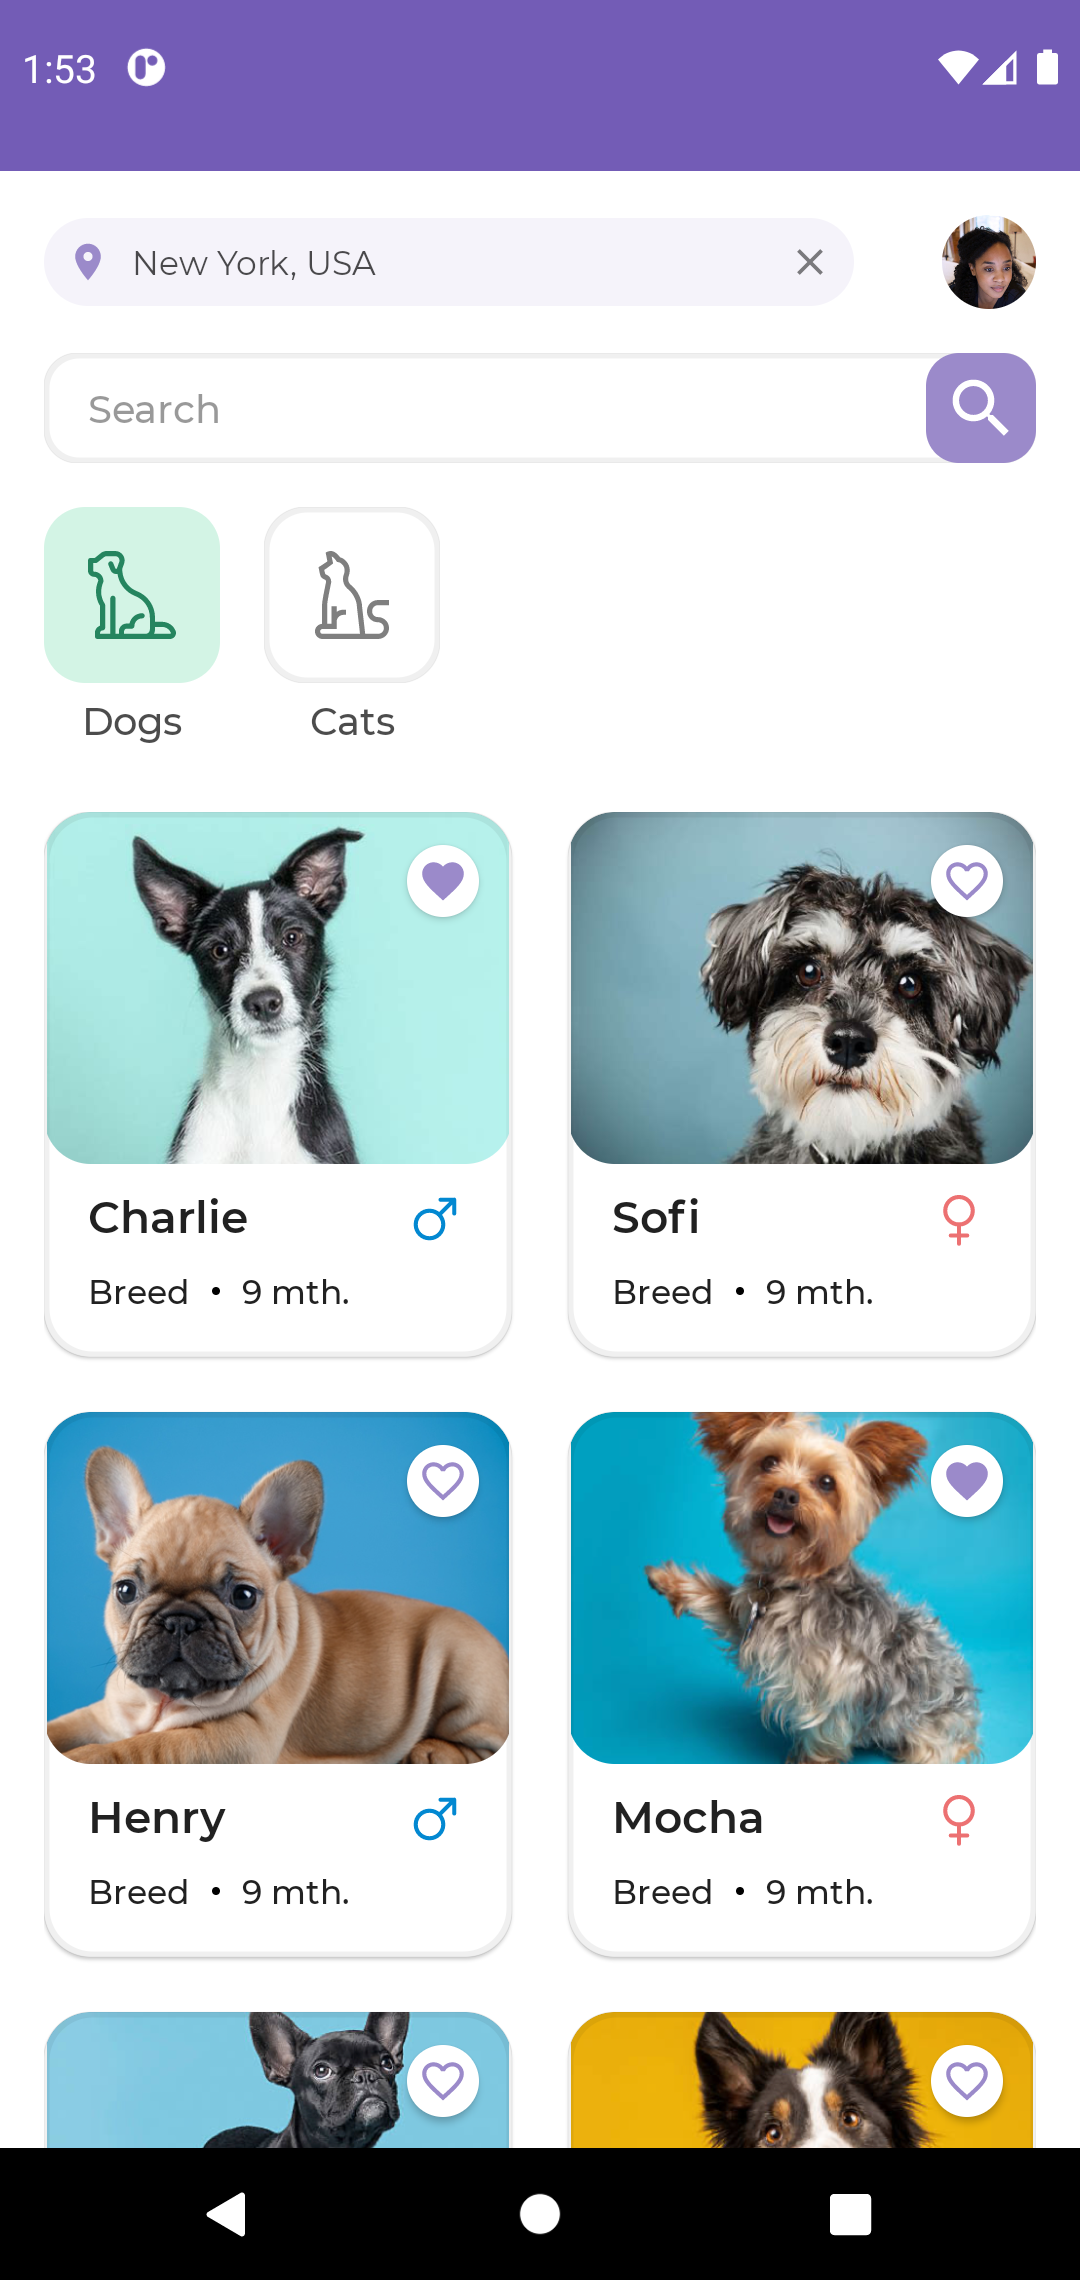 1:53
New York, USA
Search
Dogs
Cats
Charlie
Breed • 9 mth.
Sofi
Breed • 9 mth.
Henry
Breed • 9 mth.
Mocha
Breed • 9 mth.